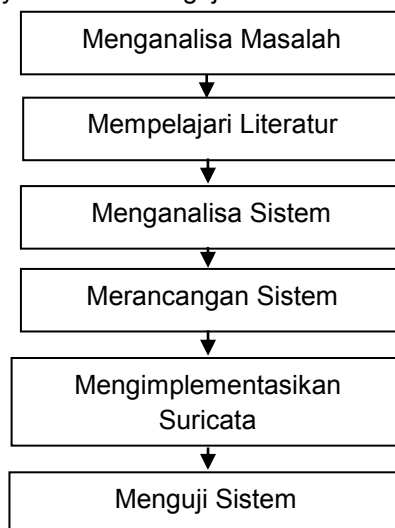 Menganalisa Masalah
Mempelajari Literatur
Menganalisa Sistem
Merancangan Sistem
Mengimplementasikan
Suricata
Menguji Sistem